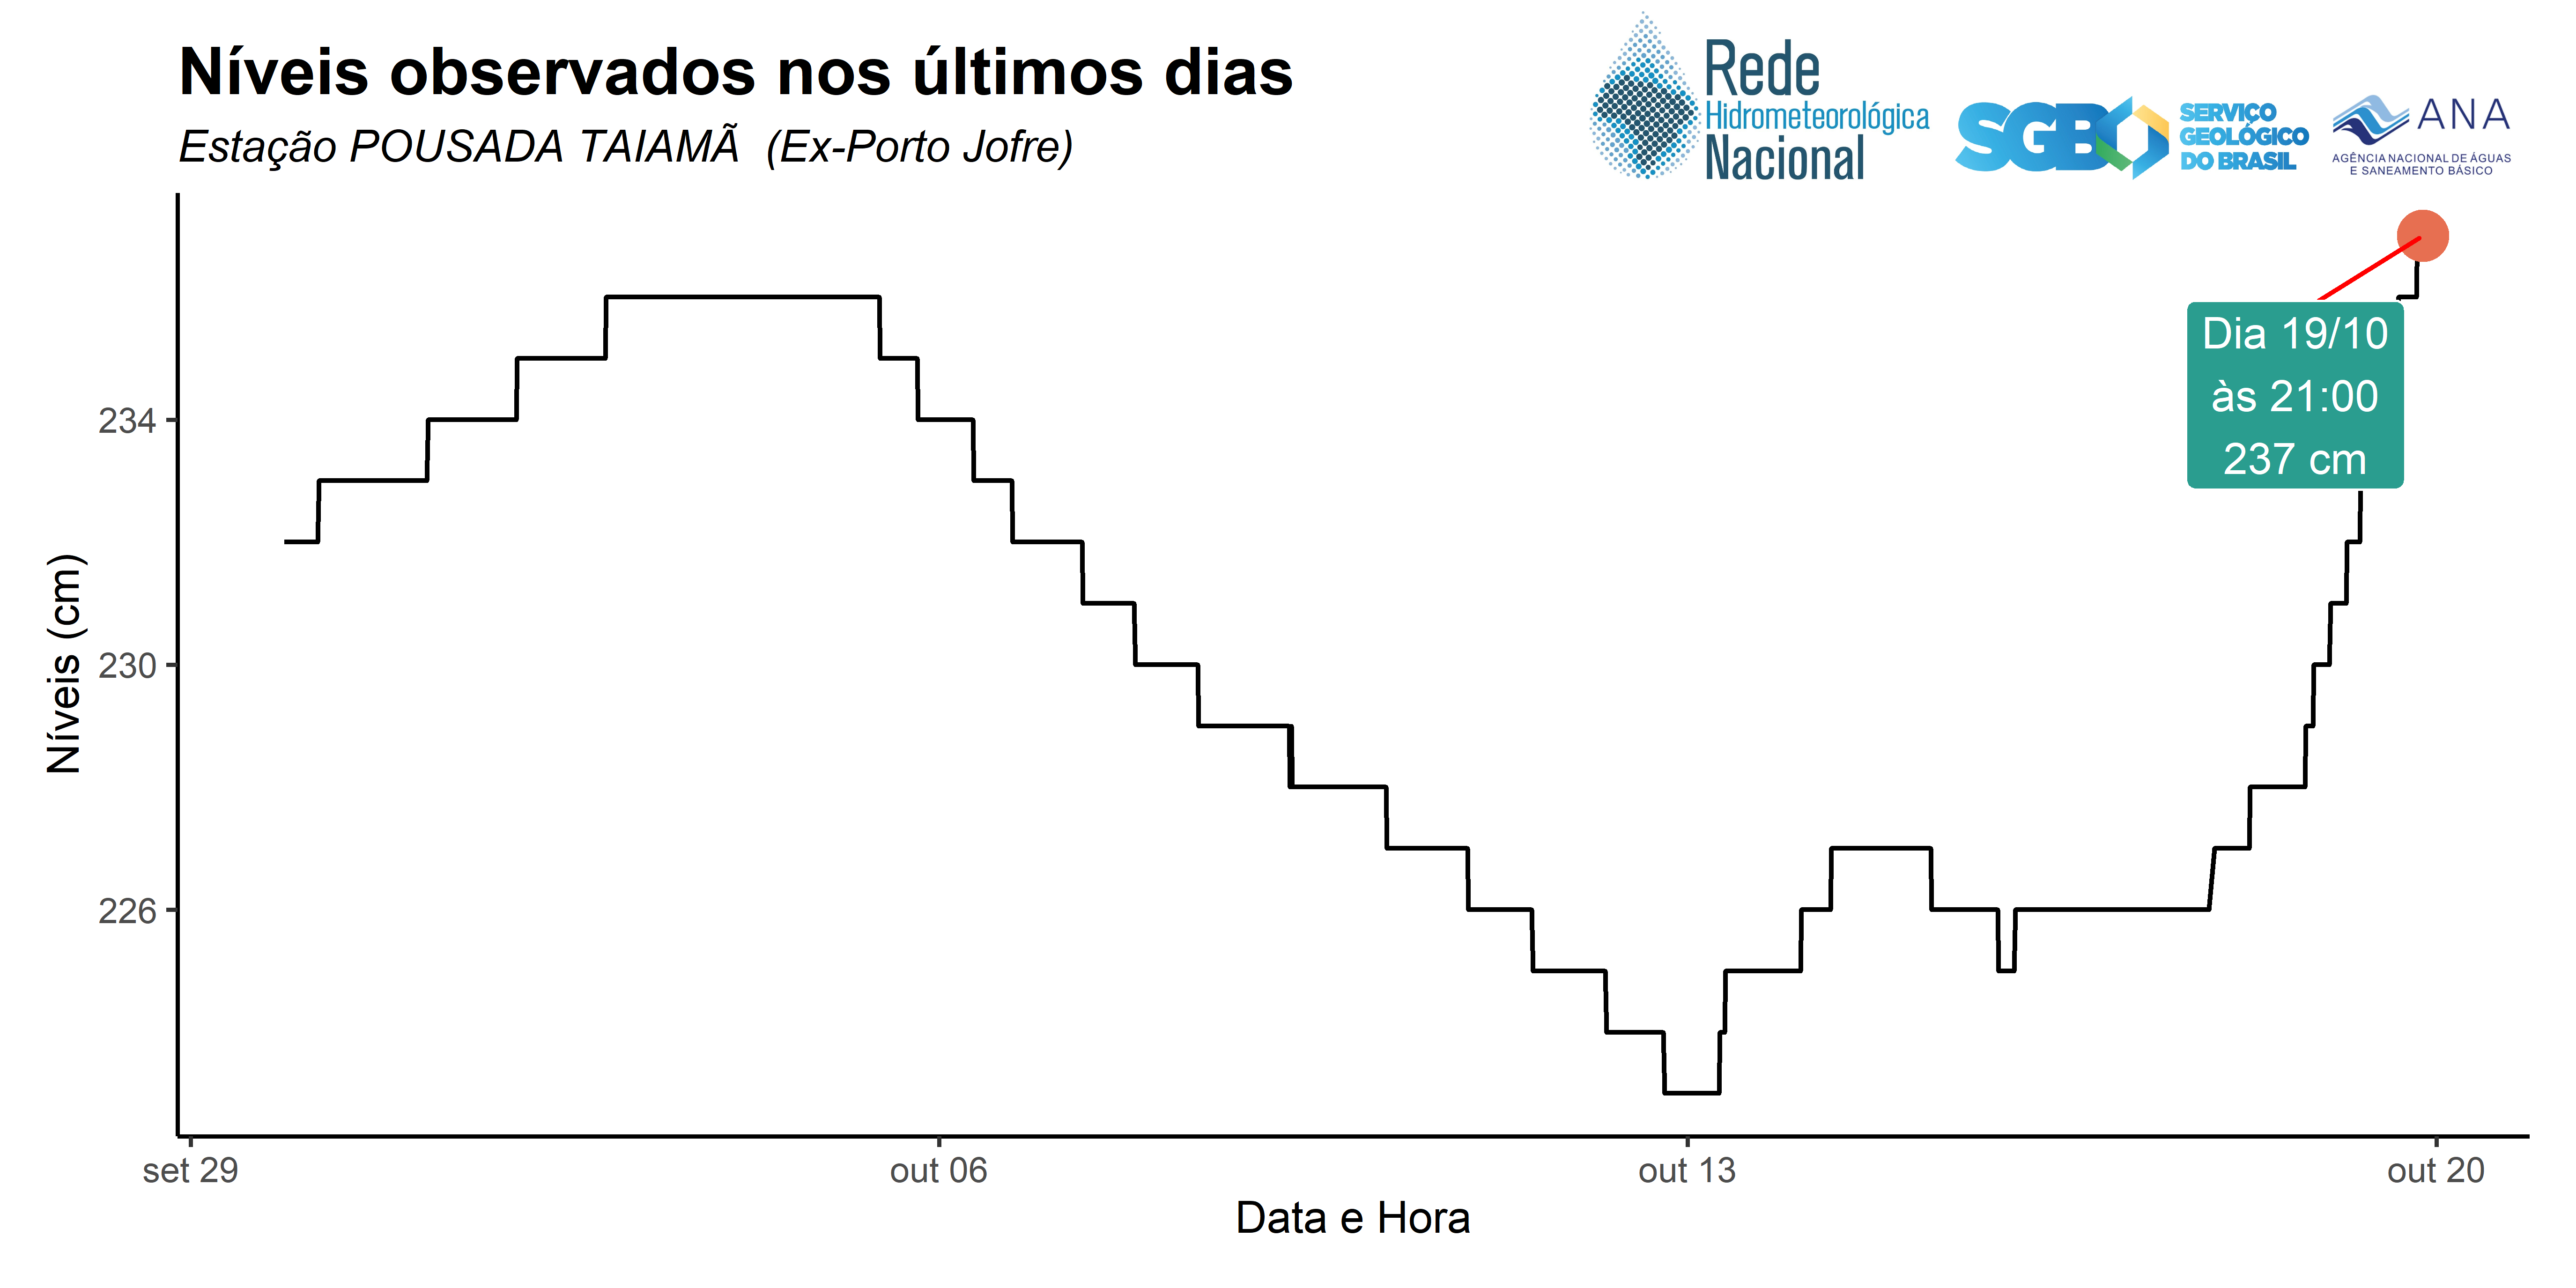 Níveis observados nos últimos dias
Estação POUSADA TAIAMÃ  (Ex-Porto Jofre)
Rede
Hidrometeorológica
Nacional
SGB
SERVIÇO
GEOLÓGICO
DO BRASIL
ANA
AGÊNCIA NACIONAL DE ÁGUAS
E SANEAMENTO BÁSICO
Dia 19/10
às 21:00
237 cm
Níveis (cm)
234
230
226
set 29
out 06
out 13
out 20
Data e Hora